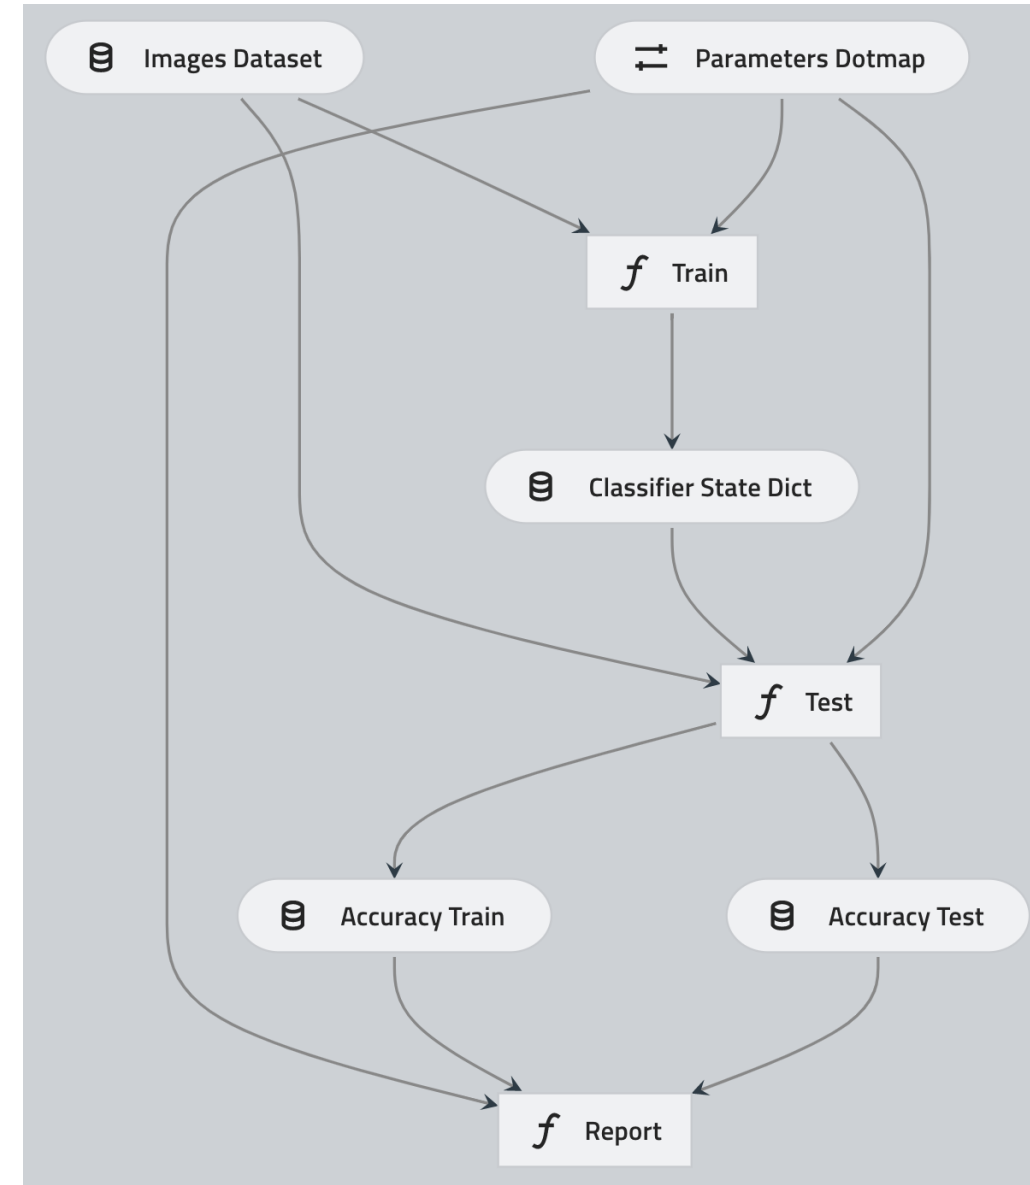 Images Dataset
Parameters Dotmap
Train
Classifier State Dict
Test
Accuracy Train
Accuracy Test
Report